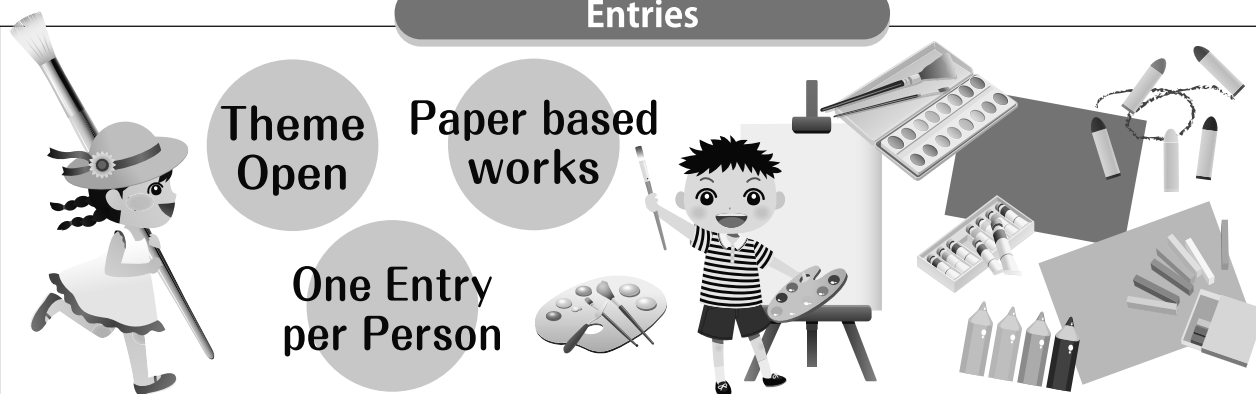 Entries
Theme
Open
Paper based
works
One Entry
per Person